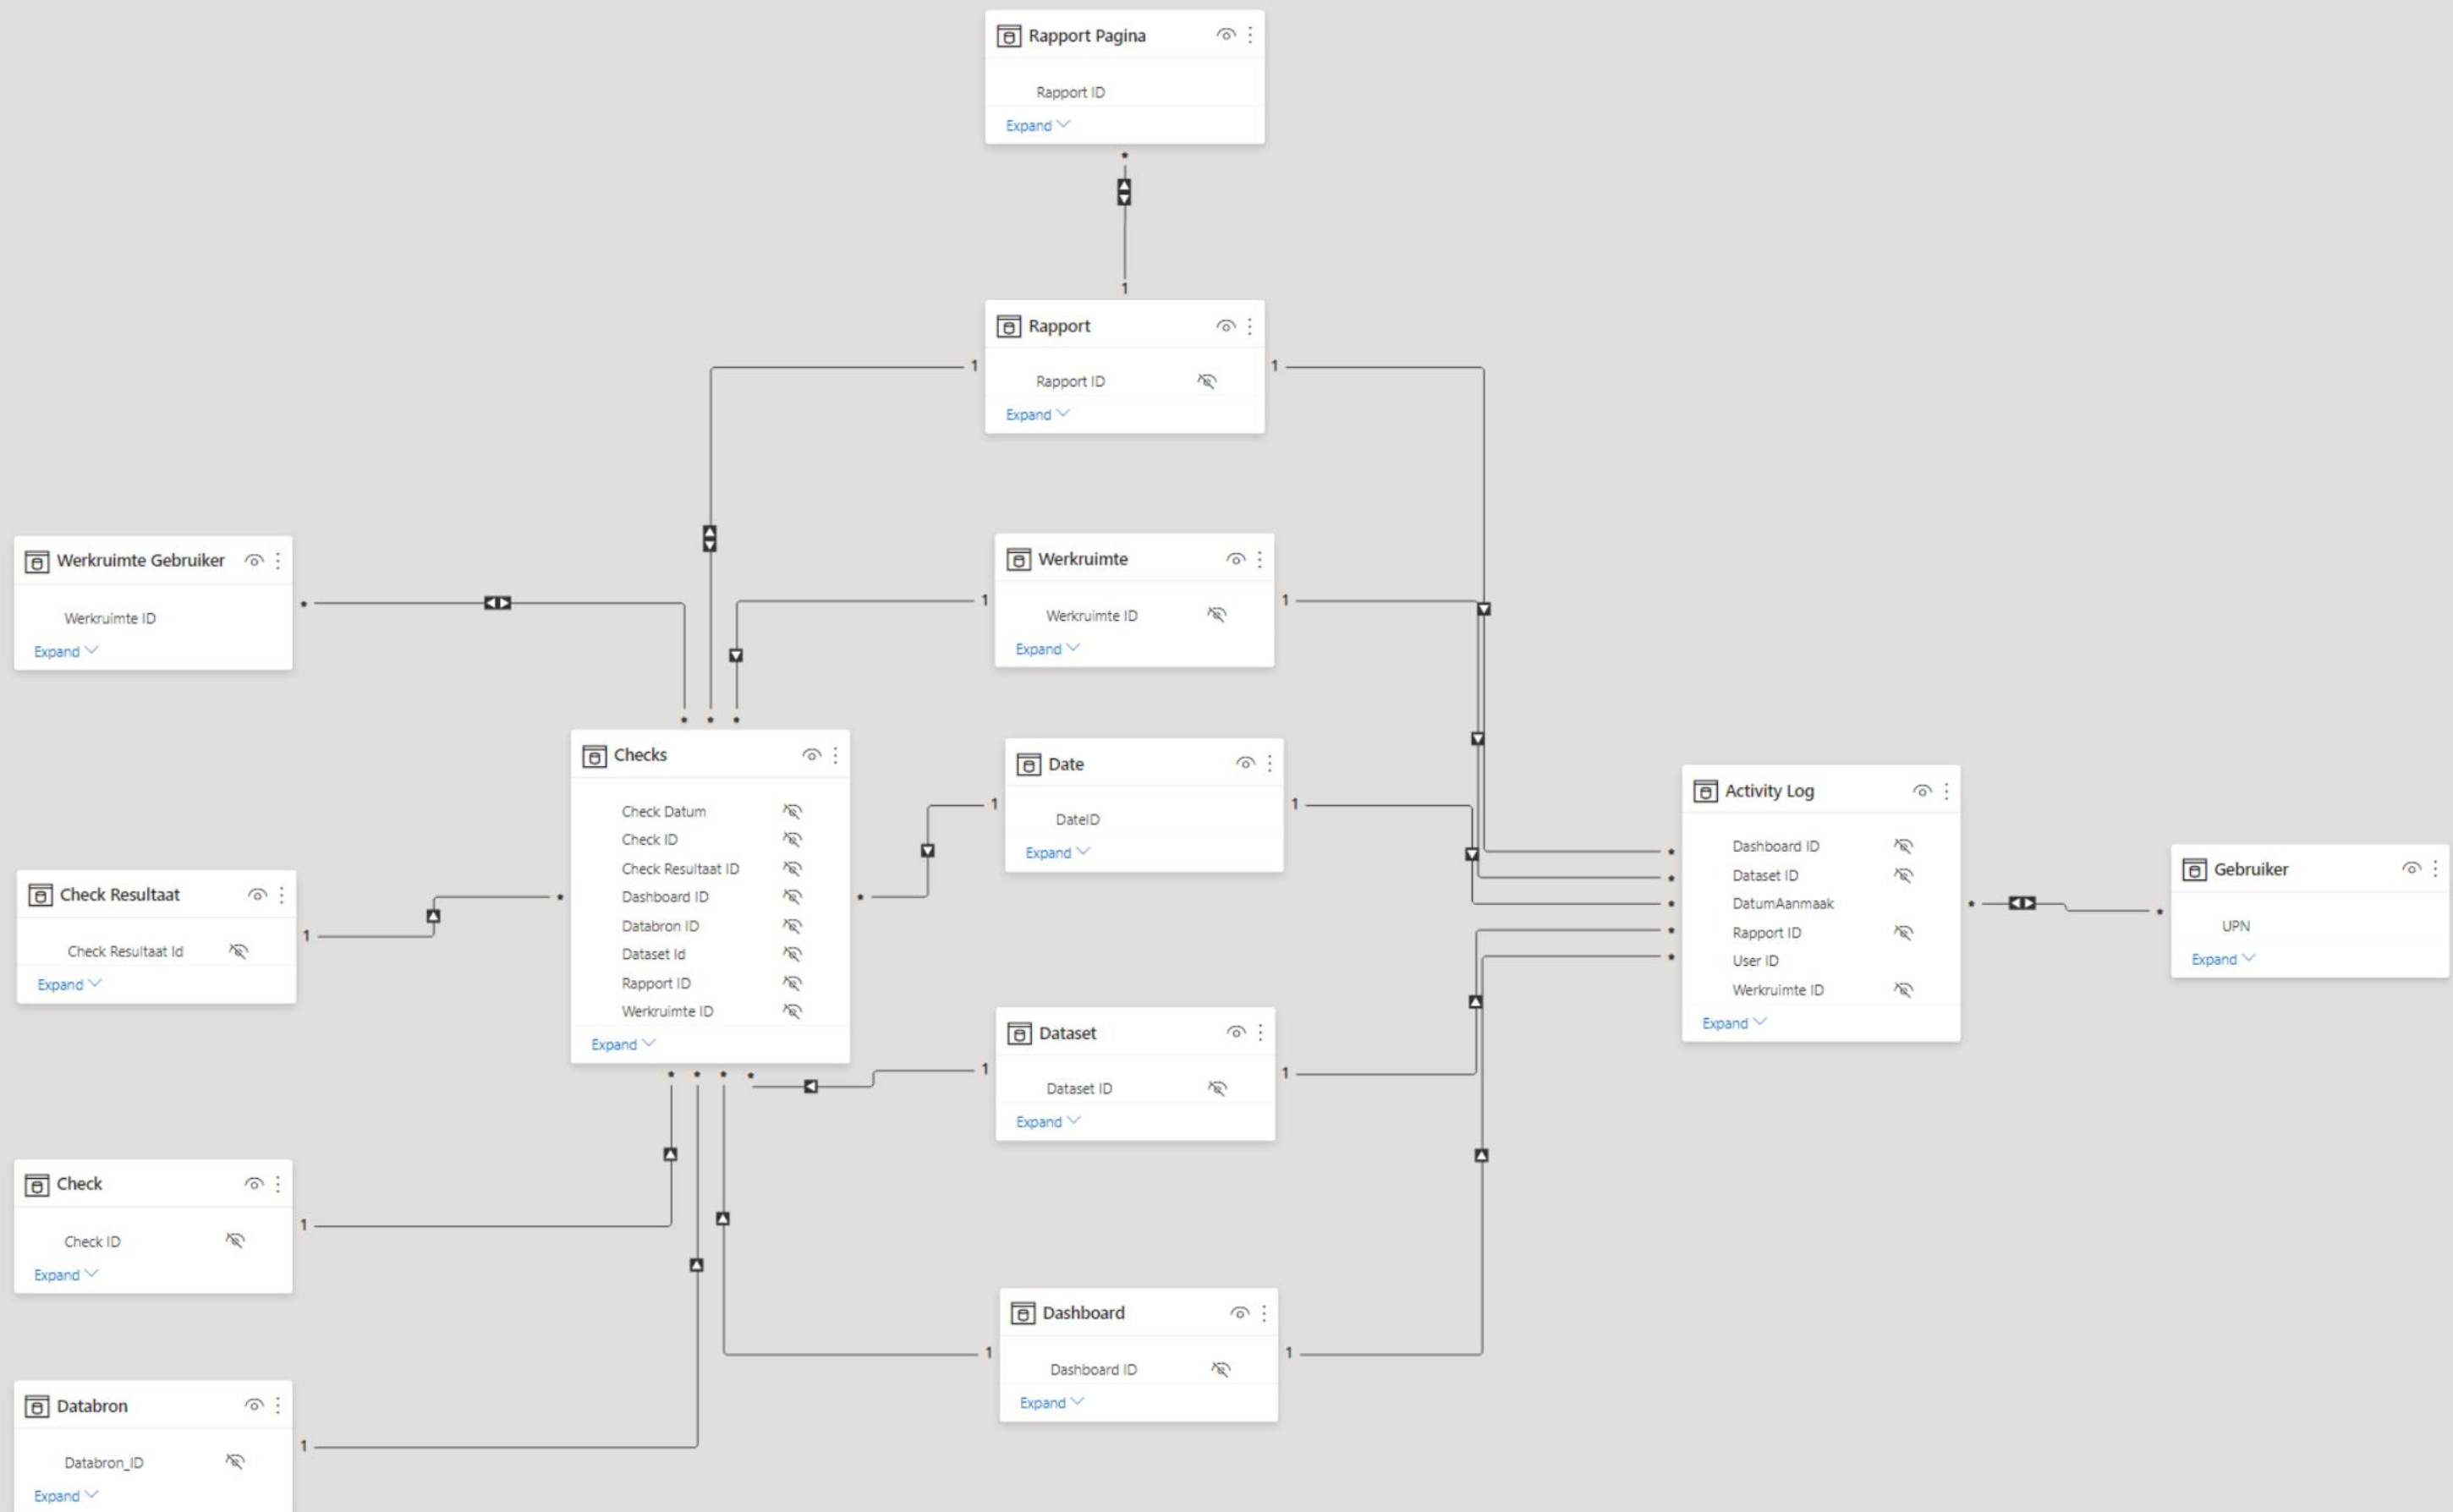 Rapport Pagina
Rapport ID
Expand
*
1
Rapport
1
1
Rapport ID
Expand
Werkruimte Gebruiker
*
Werkruimte ID
Expand
Werkruimte
1
1
Werkruimte ID
Expand
* * *
Checks
Check Datum
Check ID
Check Resultaat ID
Dashboard ID
Databron ID
Dataset Id
Rapport ID
Werkruimte ID
Expand
*
*
* * * *
Date
1
1
DateID
Expand
Activity Log
Dashboard ID
Dataset ID
DatumAanmaak
Rapport ID
User ID
Werkruimte ID
Expand
*
*
*
*
*
*
*
Gebruiker
UPN
Expand
Check Resultaat
1
Check Resultaat Id
Expand
Dataset
1
1
Dataset ID
Expand
Check
1
Check ID
Expand
Dashboard
1
1
Dashboard ID
Expand
Databron
1
Databron_ID
Expand